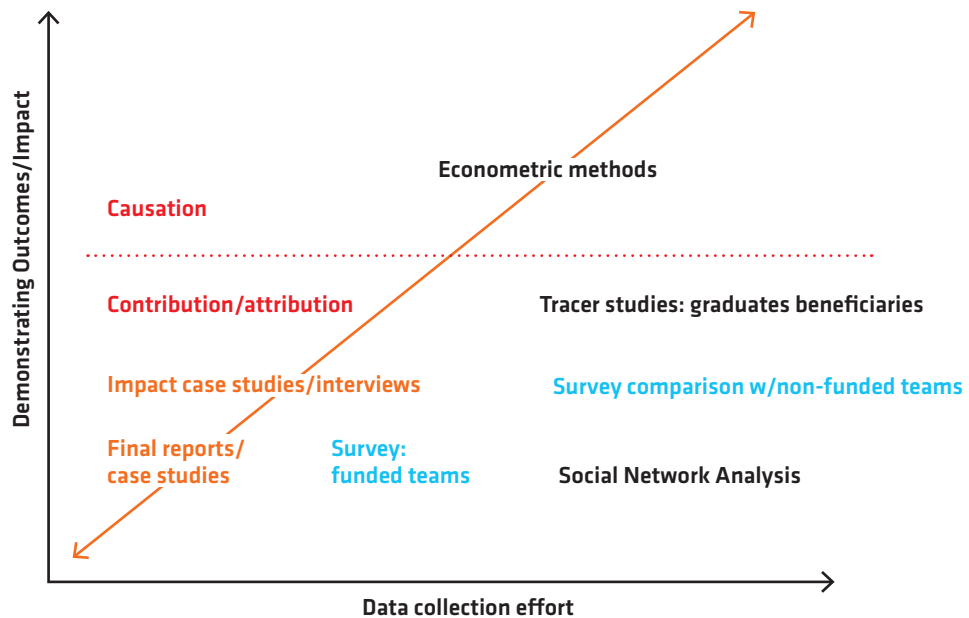 Demonstrating Outcomes/Impact
Econometric methods
Causation
Contribution/attribution
Tracer studies: graduates beneficiaries
Impact case studies/interviews
Survey comparison w/non-funded teams
Final reports/
case studies
Survey:
funded teams
Social Network Analysis
Data collection effort